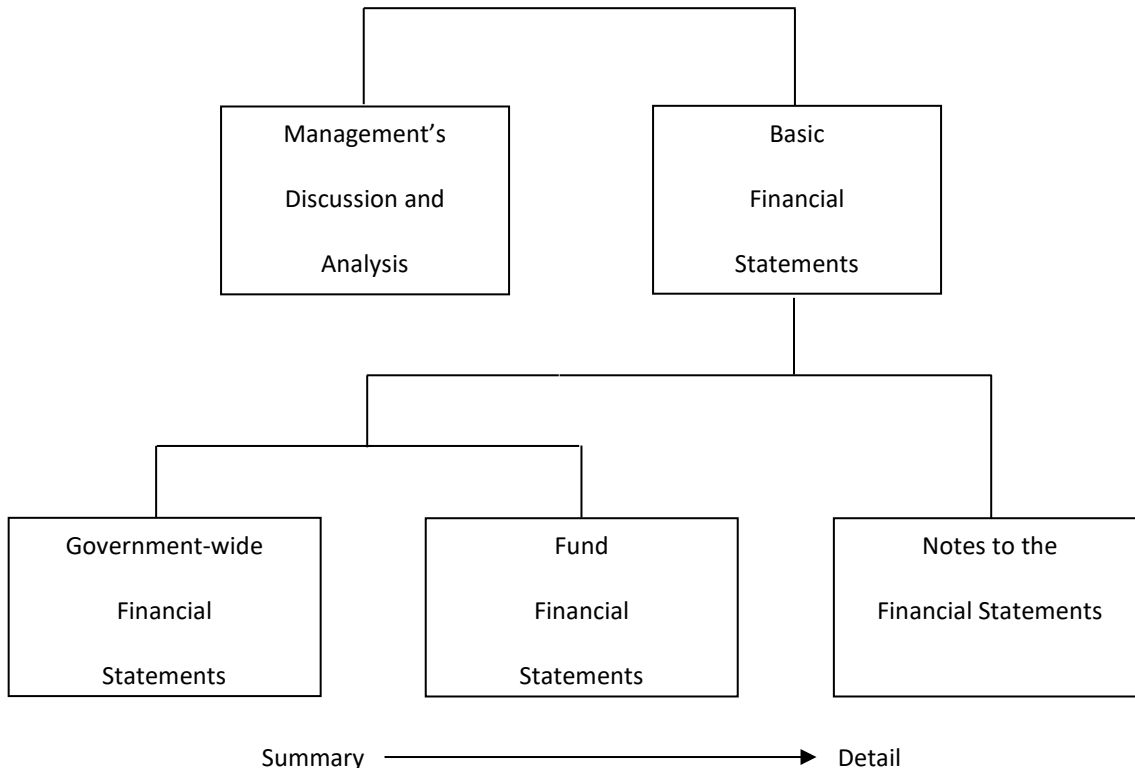 Management’s
Discussion and
Analysis
Basic
Financial
Statements
Government-wide
Financial
Statements
Fund
Financial
Statements
Notes to the
Financial Statements
Summary
Detail